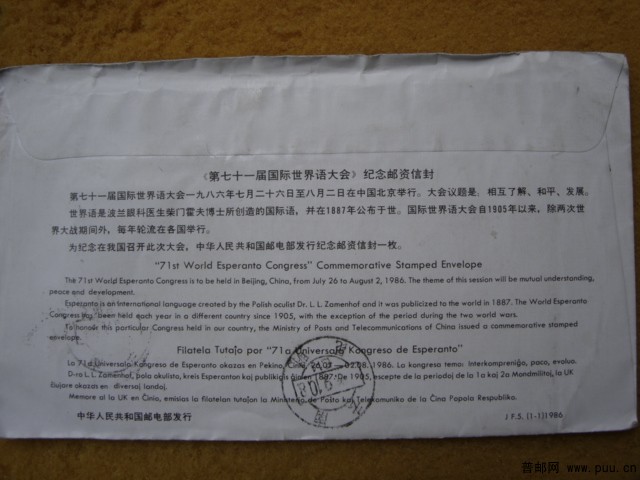 《第七十一届国际世界语大会》纪念邮资信封
第七十一届国际世界语大会一九八六年七月二十六日至八月二日在中国北京举行。大会议题是：相互了解、和平、发展。
世界语是波兰眼科医生柴门霍夫博士所创造的国际语，并在1887年公布于世。国际世界语大会自1905年以来，除两次世
界大战期间外，每年轮流在各国举行。
为纪念在我国召开此次大会，中华人民共和国邮电部发行纪念邮资信封一枚。
"71st World Esperanto Congress" Commemorative Stamped Envelope
The 71st World Esperanto Congress is to be held in Beijing, China, from July 26 to August 2, 1986. The theme of this session will be mutual understanding,
peace and development.
Esperanto is an international language created by the Polish oculist Dr. L. L. Zamenhof and it was publicized to the world in 1887. The World Esperanto
Congress has been held each year in a different country since 1905, with the exception of the period during the two world wars.
To honour this particular Congress held in our country, the Ministry of Posts and Telecommunications of China issued a commemorative stamped
envelope.
Filatela Tutaĵo por "71a Universala Kongreso de Esperanto"
La 71a Universala Kongreso de Esperanto okazas en Pekino, Ĉinio, 26.07.—02.08.1986. La kongresa temo: Interkompreniĝo, paco, evoluo.
D-ro L. L. Zamenhof, pola okulisto, kreis Esperanton kaj publikigis ĝin en 1887. De 1905, escepte de la periodoj de la 1a kaj 2a Mondmilitoj, la UK
ĉiujare okazas en diversaj landoj.
Memore al la UK en Ĉinio, emisias la filatelan tutaĵon la Ministerio de Poŝto kaj Telekomuniko de la Ĉina Popola Respubliko.
中华人民共和国邮电部发行
J F 5. (1-1)1986
普邮网 www.puu.cn